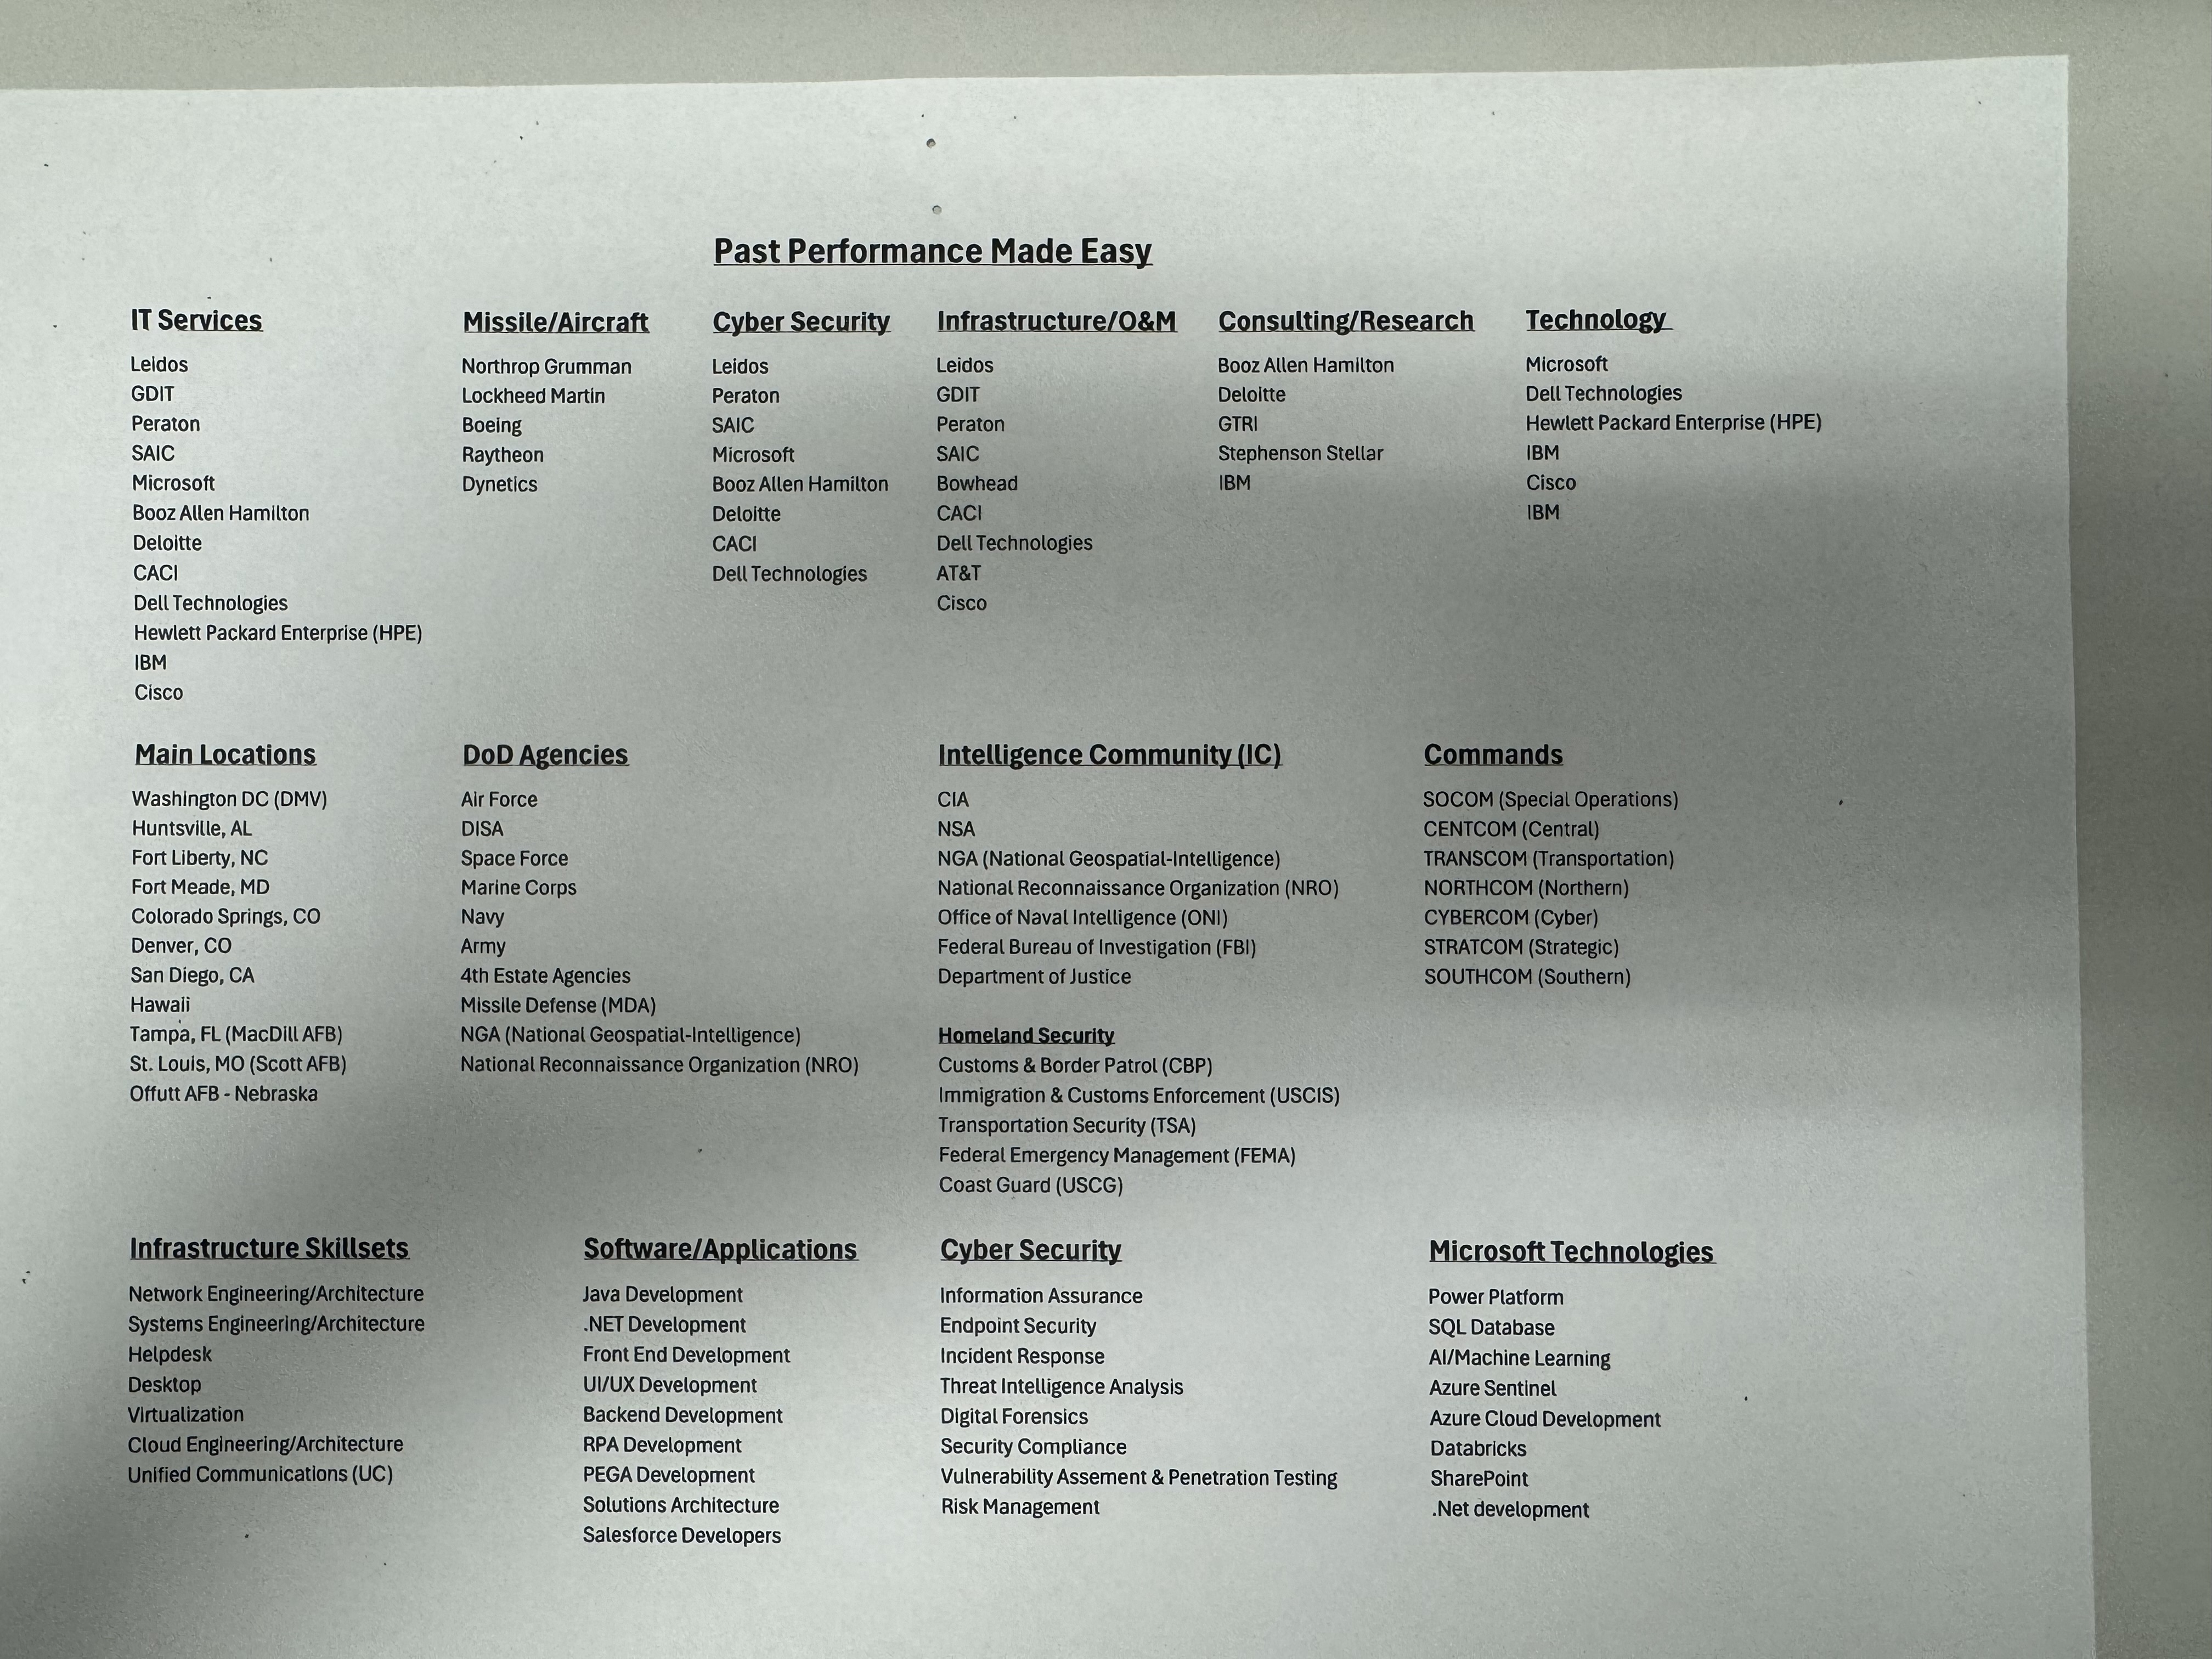 Past Performance Made Easy
IT Services
Leidos
GDIT
Peraton
SAIC
Microsoft
Booz Allen Hamilton
Deloitte
CACI
Dell Technologies
Hewlett Packard Enterprise (HPE)
IBM
Cisco
Missile/Aircraft
Northrop Grumman
Lockheed Martin
Boeing
Raytheon
Dynetics
Cyber Security
Leidos
Peraton
SAIC
Microsoft
Booz Allen Hamilton
Deloitte
CACI
Dell Technologies
Infrastructure/O&M
Leidos
GDIT
Peraton
SAIC
Bowhead
CACI
Dell Technologies
AT&T
Cisco
Consulting/Research
Booz Allen Hamilton
Deloitte
GTRI
Stephenson Stellar
IBM
Technology
Microsoft
Dell Technologies
Hewlett Packard Enterprise (HPE)
IBM
Cisco
IBM
Main Locations
Washington DC (DMV)
Huntsville, AL
Fort Liberty, NC
Fort Meade, MD
Colorado Springs, CO
Denver, CO
San Diego, CA
Hawaii
Tampa, FL (MacDill AFB)
St. Louis, MO (Scott AFB)
Offutt AFB - Nebraska
DoD Agencies
Air Force
DISA
Space Force
Marine Corps
Navy
Army
4th Estate Agencies
Missile Defense (MDA)
NGA (National Geospatial-Intelligence)
National Reconnaissance Organization (NRO)
Intelligence Community (IC)
CIA
NSA
NGA (National Geospatial-Intelligence)
National Reconnaissance Organization (NRO)
Office of Naval Intelligence (ONI)
Federal Bureau of Investigation (FBI)
Department of Justice
Homeland Security
Customs & Border Patrol (CBP)
Immigration & Customs Enforcement (USCIS)
Transportation Security (TSA)
Federal Emergency Management (FEMA)
Coast Guard (USCG)
Commands
SOCOM (Special Operations)
CENTCOM (Central)
TRANSCOM (Transportation)
NORTHCOM (Northern)
CYBERCOM (Cyber)
STRATCOM (Strategic)
SOUTHCOM (Southern)
Infrastructure Skillsets
Network Engineering/Architecture
Systems Engineering/Architecture
Helpdesk
Desktop
Virtualization
Cloud Engineering/Architecture
Unified Communications (UC)
Software/Applications
Java Development
.NET Development
Front End Development
UI/UX Development
Backend Development
RPA Development
PEGA Development
Solutions Architecture
Salesforce Developers
Cyber Security
Information Assurance
Endpoint Security
Incident Response
Threat Intelligence Analysis
Digital Forensics
Security Compliance
Vulnerability Assement & Penetration Testing
Risk Management
Microsoft Technologies
Power Platform
SQL Database
AI/Machine Learning
Azure Sentinel
Azure Cloud Development
Databricks
SharePoint
.Net development